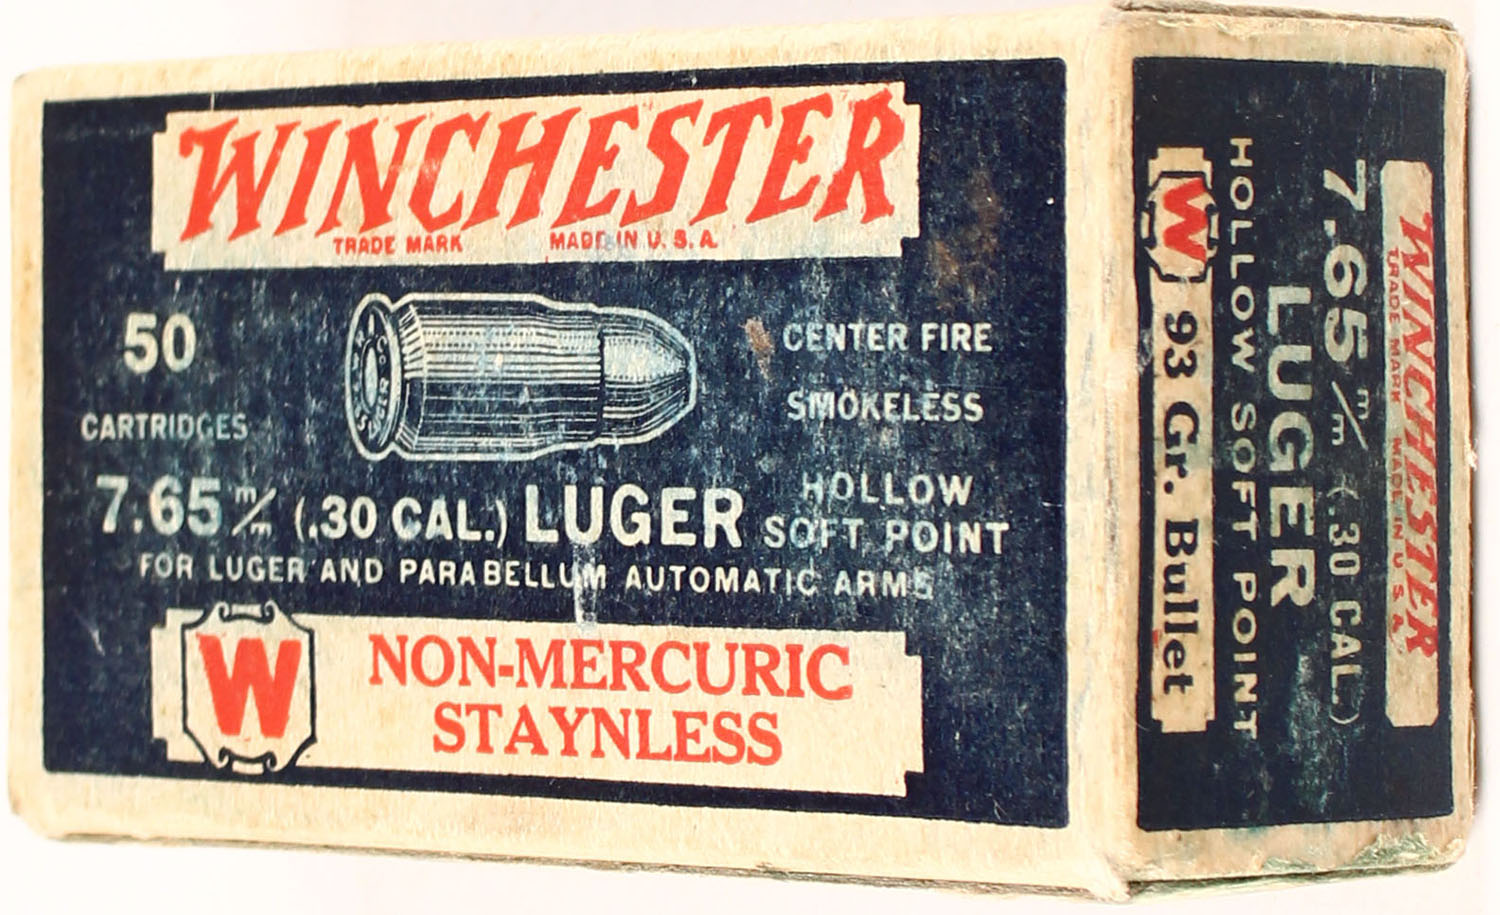 WINCHESTER
TRADE MARK MADE IN U. S. A.
50
CARTRIDGES
CENTER FIRE
SMOKELESS
7.65 m/m (.30 CAL.) LUGER
HOLLOW
SOFT POINT
FOR LUGER AND PARABELLUM AUTOMATIC ARMS
W
NON-MERCURIC
STAYNLESS
WINCHESTER
TRADE MARK MADE IN U. S. A.
7.65 m/m (.30 CAL.)
LUGER
HOLLOW SOFT POINT
W 93 Gr. Bullet